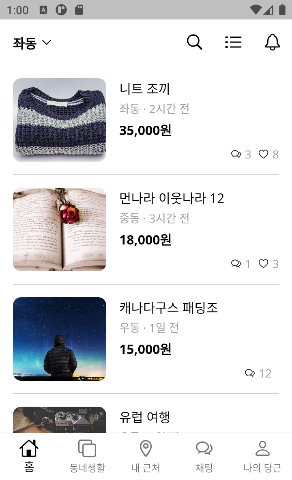 1:00
좌동
니트 조끼
좌동 · 2시간 전
35,000원
3 8
먼나라 이웃나라 12
중동 · 3시간 전
18,000원
1 3
캐나다구스 패딩조
우동 · 1일 전
15,000원
12
유럽 여행
홈 동네생활 내 근처 채팅 나의 당근